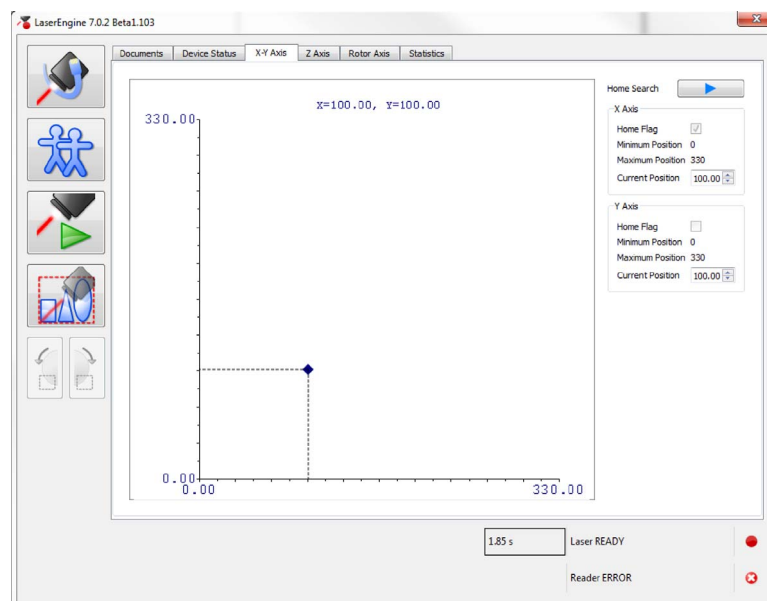 LaserEngine 7.0.2 Beta1.103
Documents Device Status X-Y Axis Z Axis Rotor Axis Statistics
X=100.00, Y=100.00
330.00
0.00
0.00 330.00
Home Search
X Axis
Home Flag
Minimum Position 0
Maximum Position 330
Current Position 100.00
Y Axis
Home Flag
Minimum Position 0
Maximum Position 330
Current Position 100.00
1.85 s Laser READY
Reader ERROR